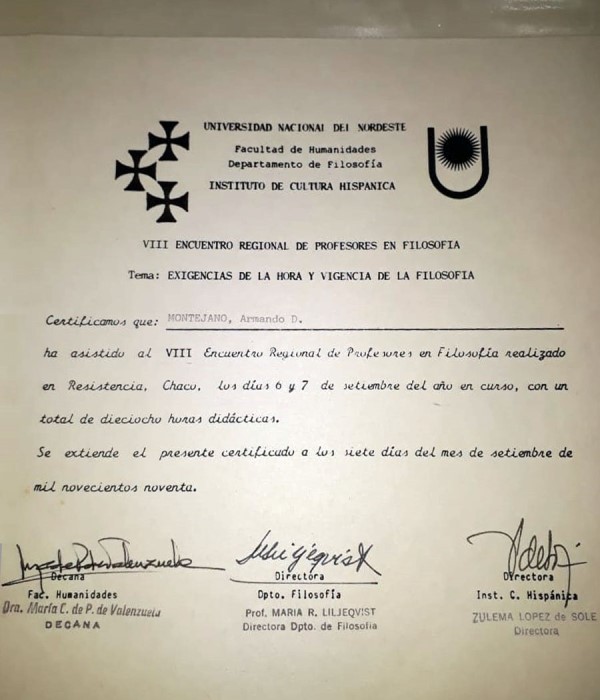 UNIVERSIDAD NACIONAL DEL NORDESTE
Facultad de Humanidades
Departamento de Filosofía
INSTITUTO DE CULTURA HISPANICA
VIII ENCUENTRO REGIONAL DE PROFESORES EN FILOSOFIA
Tema: EXIGENCIAS DE LA HORA Y VIGENCIA DE LA FILOSOFIA
Certificamos que: MONTEJANO, Armando D.
ha asistido al VIII Encuentro Regional de Profesores en Filosofía realizado
en Resistencia, Chaco, los días 6 y 7 de setiembre del año en curso, con un
total de dieciocho horas didácticas.
Se extiende el presente certificado a los siete días del mes de setiembre de
mil novecientos noventa.
Decana
Fac. Humanidades
Dra. María E. de P. de Valenzuela
DECANA
Directora
Dpto. Filosofía
Prof. MARIA R. LILJEQVIST
Directora Dpto. de Filosofía
Directora
Inst. C. Hispánica
ZULEMA LOPEZ de SOLE
Directora